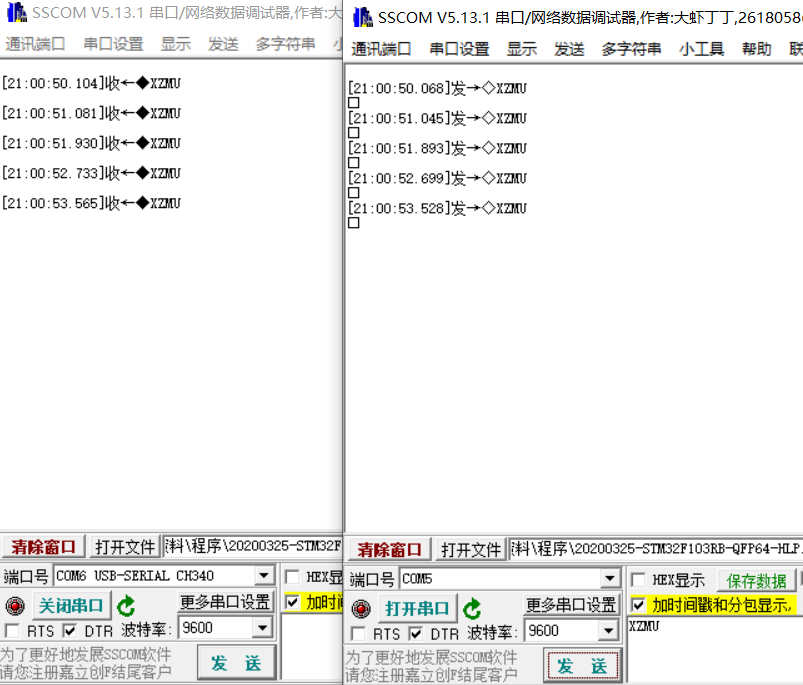 SSCOM V5.13.1 串口/网络数据调试器,作者:大
通讯端口 串口设置 显示 发送 多字符串
[21:00:50.104]收←◆XZMU
[21:00:51.081]收←◆XZMU
[21:00:51.930]收←◆XZMU
[21:00:52.733]收←◆XZMU
[21:00:53.565]收←◆XZMU
清除窗口 打开文件 料\程序\20200325-STM32F
端口号 COM6 USB-SERIAL CH340 HEX显
关闭串口 更多串口设置 加时间
RTS DTR 波特率: 9600
为了更好地发展SSCOM软件
请您注册嘉立创F结尾客户
发 送
SSCOM V5.13.1 串口/网络数据调试器,作者:大虾丁丁,2618058
通讯端口 串口设置 显示 发送 多字符串 小工具 帮助 联
[21:00:50.068]发→◇XZMU
□
[21:00:51.045]发→◇XZMU
□
[21:00:51.893]发→◇XZMU
□
[21:00:52.699]发→◇XZMU
□
[21:00:53.528]发→◇XZMU
□
清除窗口 打开文件 料\程序\20200325-STM32F103RB-QFP64-HLP.
端口号 COM5 HEX显示 保存数据
打开串口 更多串口设置 加时间戳和分包显示,
RTS DTR 波特率: 9600 XZMU
为了更好地发展SSCOM软件
请您注册嘉立创F结尾客户
发 送